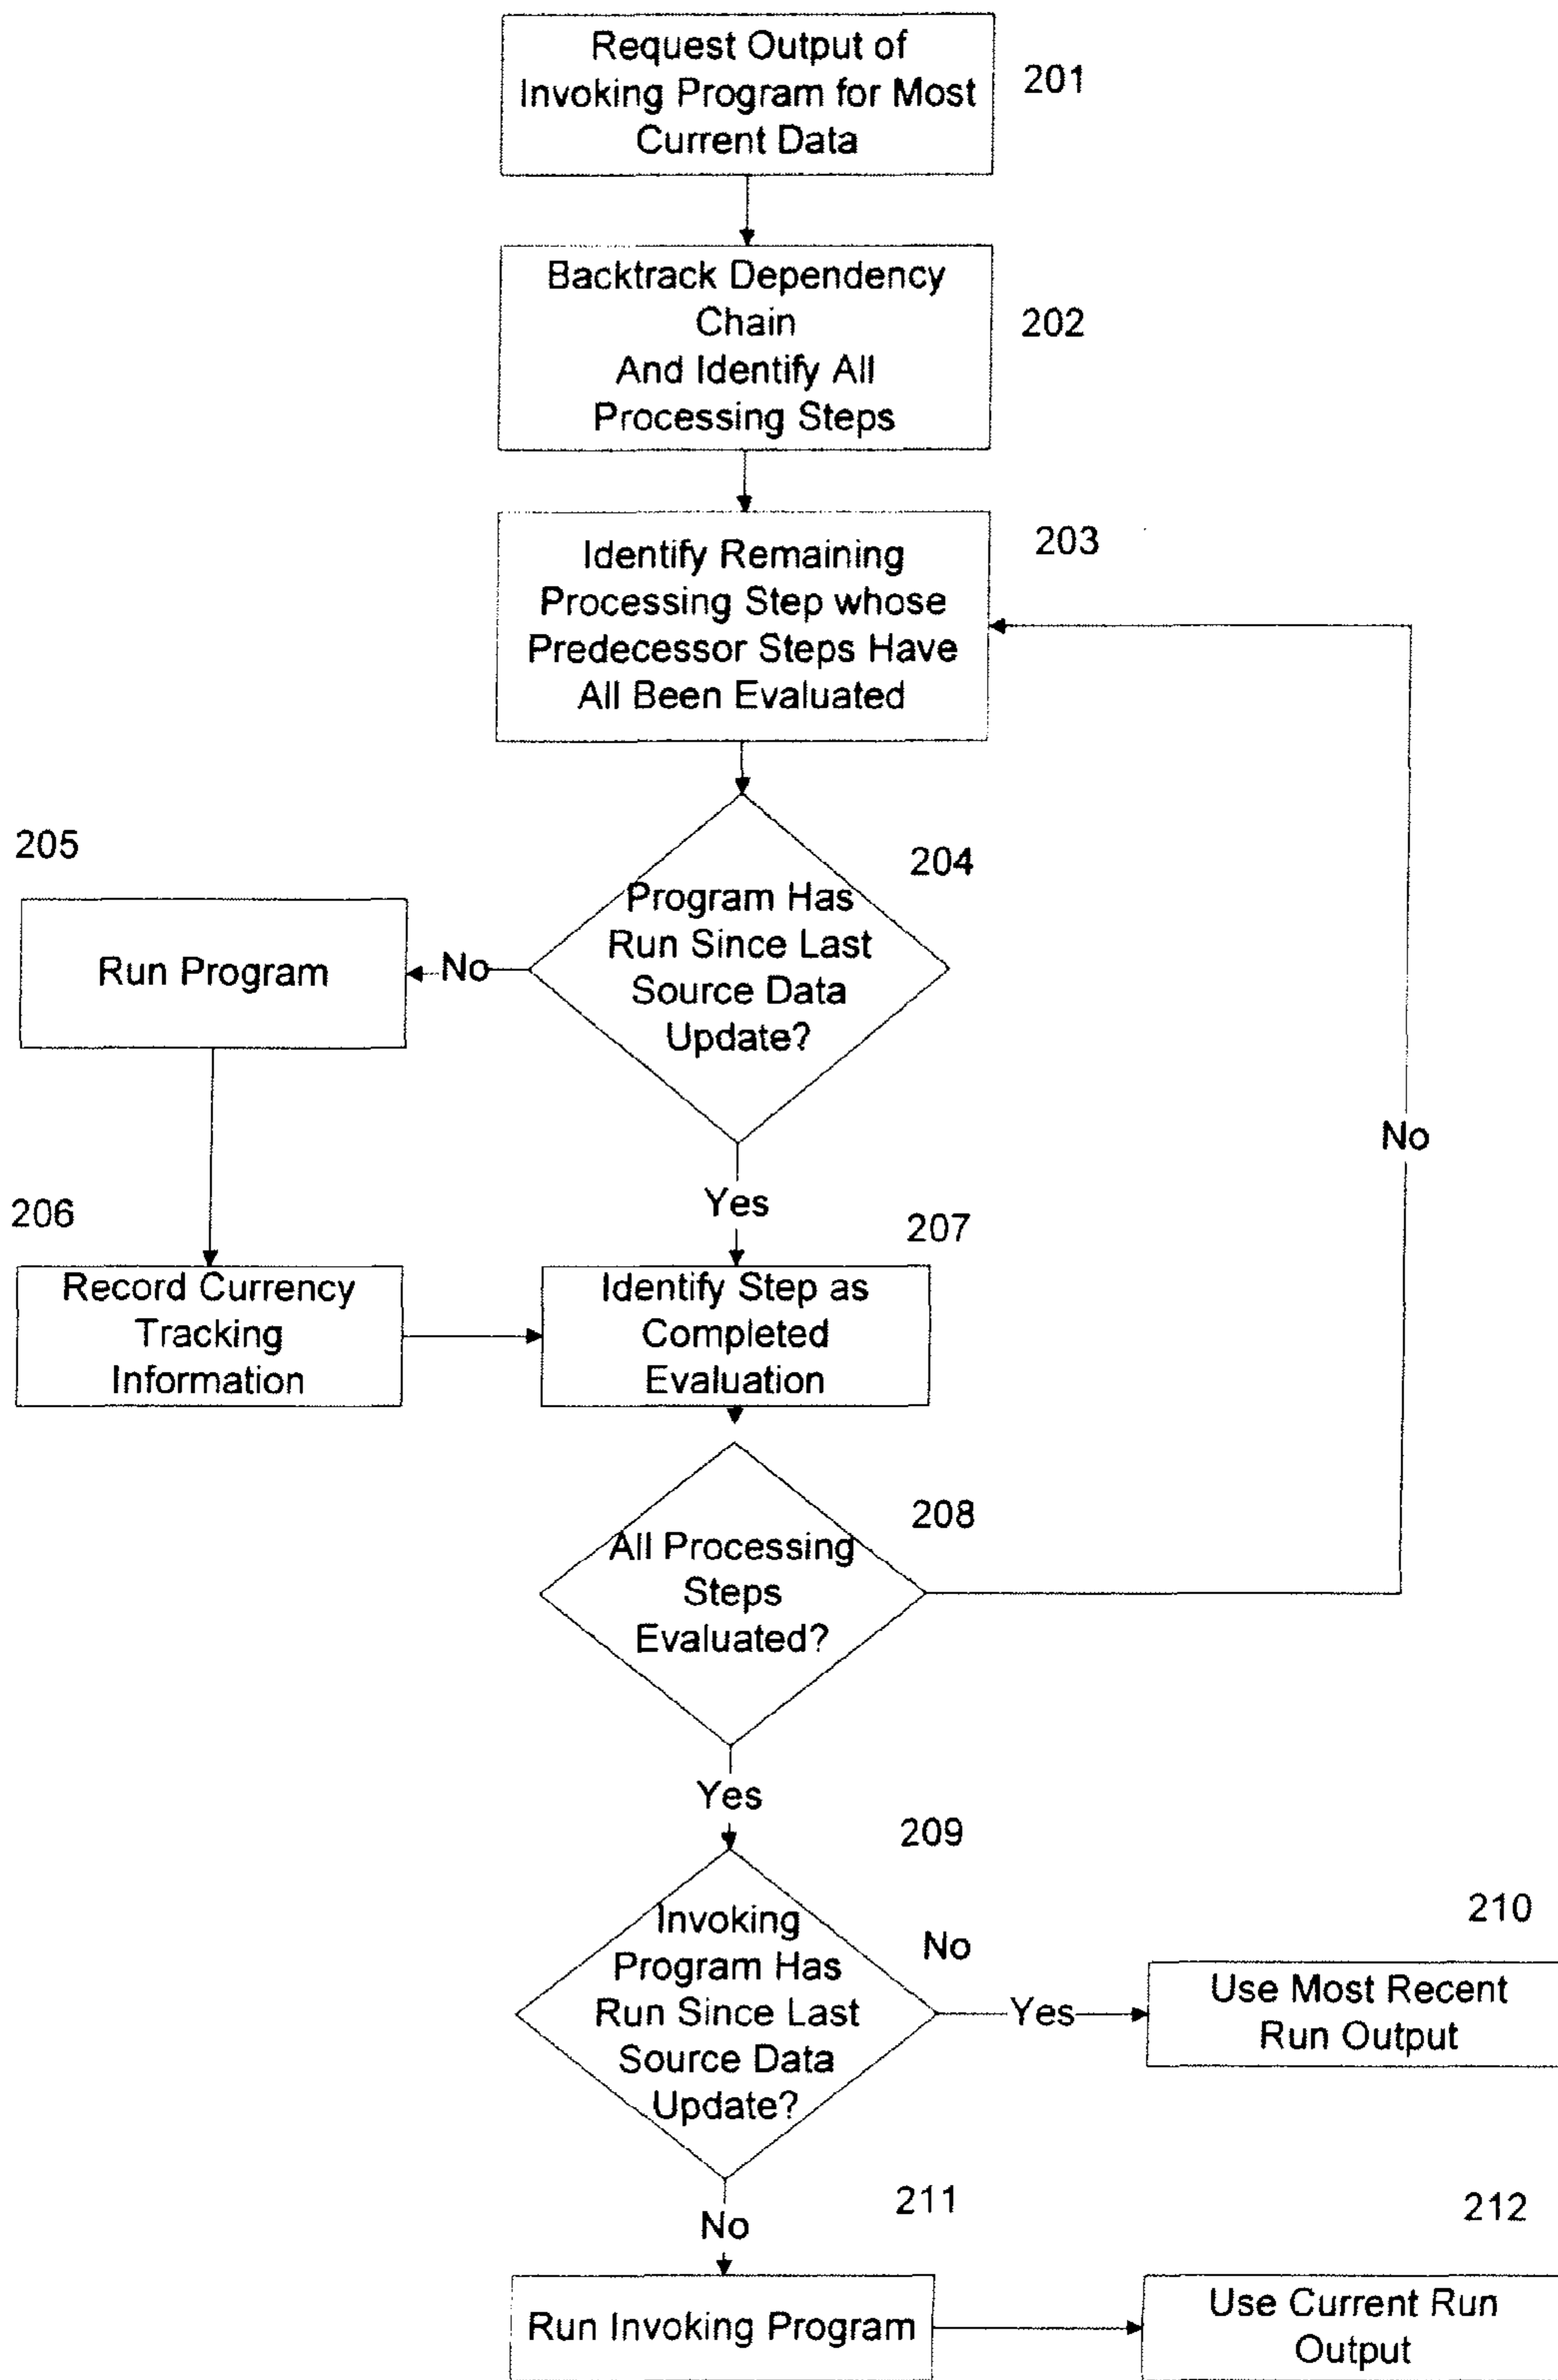 Request Output of
Invoking Program for Most
Current Data
201
Backtrack Dependency
Chain
And Identify All
Processing Steps
202
Identify Remaining
Processing Step whose
Predecessor Steps Have
All Been Evaluated
203
204
Program Has
Run Since Last
Source Data
Update?
205
No
Run Program
No
Yes
206
Record Currency
Tracking
Information
207
Identify Step as
Completed
Evaluation
208
All Processing
Steps
Evaluated?
Yes
209
Invoking
Program Has
Run Since Last
Source Data
Update?
No
Yes
210
Use Most Recent
Run Output
No
211
Run Invoking Program
212
Use Current Run
Output